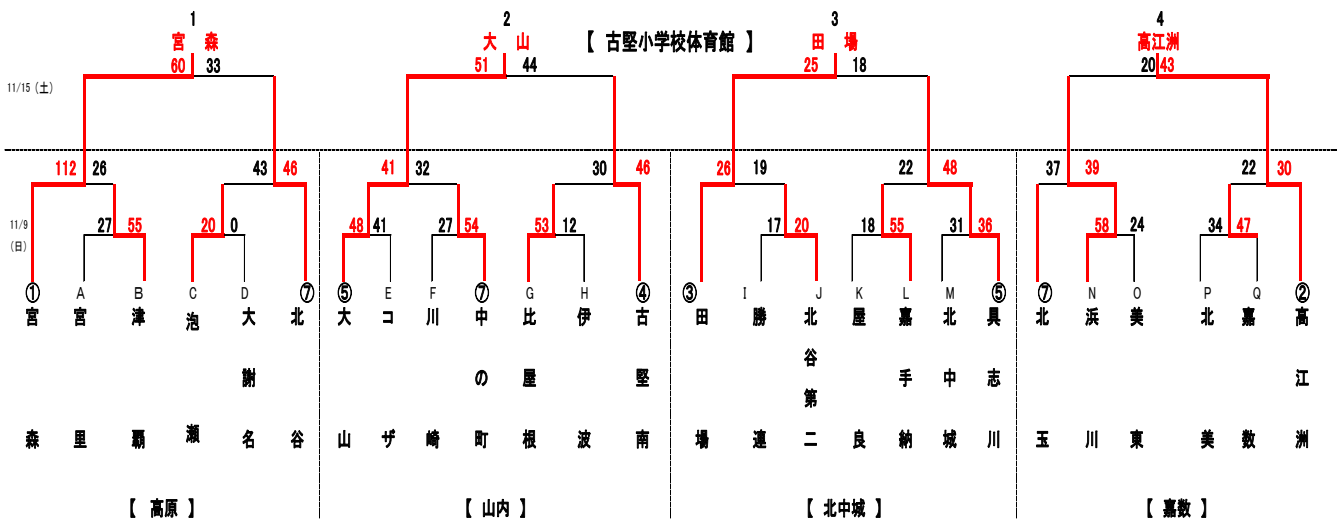 1 2 3 4
宮森 大山 【 古堅小学校体育館 】 田場 高江洲
60 33 51 44 25 18 20 43
11/15 (土)
112 26 43 46 41 32 30 46 26 19 22 48 37 39 22 30
11/9
(日)
27 55 20 0 48 41 27 54 53 12 17 20 18 55 31 36 58 24 34 47
① A B C D ⑦ ⑤ E F ⑦ G H ④ ③ I J K L M ⑤ ⑦ N O P Q ②
宮森 宮里 津覇 泡瀬 大謝名 北谷 大山 コザ 川崎 中の町 比屋根 伊波 古堅南 田場 勝連 北谷第二 屋良 嘉手納 北中城 具志川 北玉 浜川 美東 北美 嘉数 高江洲
【 高原 】 【 山内 】 【 北中城 】 【 嘉数 】